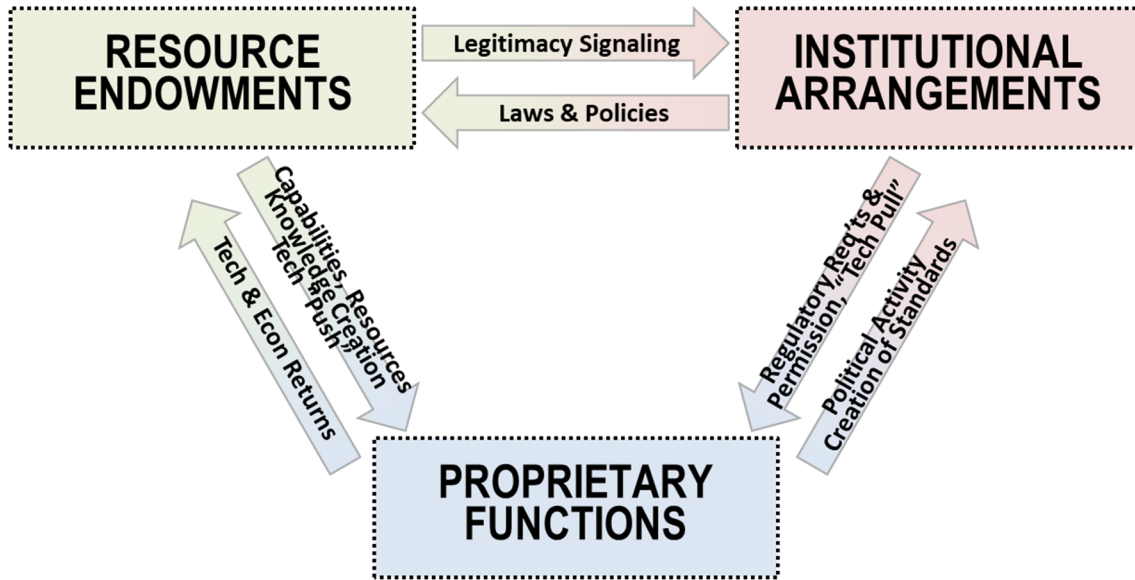 RESOURCE
ENDOWMENTS
Legitimacy Signaling
Laws & Policies
INSTITUTIONAL
ARRANGEMENTS
Capabilities, Resources
Knowledge Creation
Tech “Push”
Tech & Econ Returns
Regulatory Req'ts &
Permission, “Tech Pull”
Political Activity
Creation of Standards
PROPRIETARY
FUNCTIONS